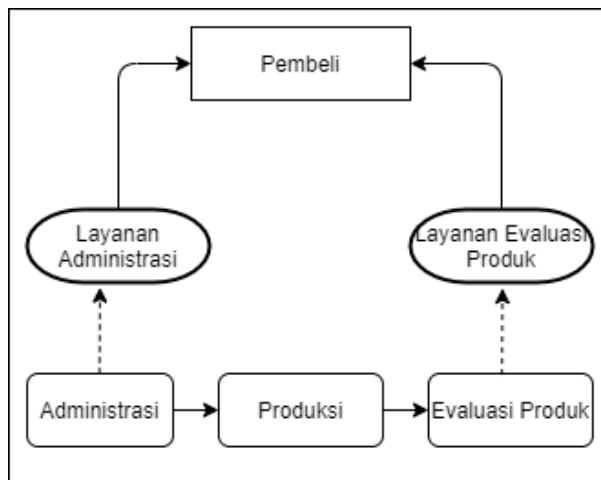 Pembeli
Layanan
Administrasi
Layanan Evaluasi
Produk
Administrasi
Produksi
Evaluasi Produk